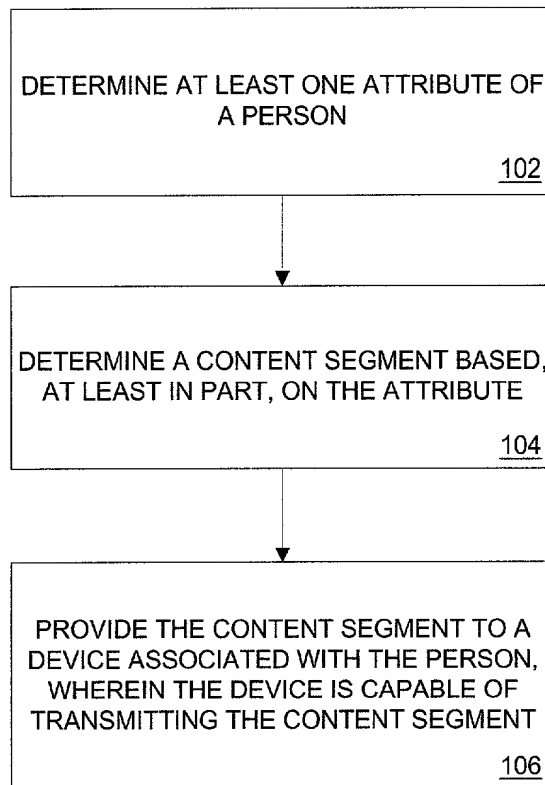 DETERMINE AT LEAST ONE ATTRIBUTE OF
A PERSON
102
DETERMINE A CONTENT SEGMENT BASED,
AT LEAST IN PART, ON THE ATTRIBUTE
104
PROVIDE THE CONTENT SEGMENT TO A
DEVICE ASSOCIATED WITH THE PERSON,
WHEREIN THE DEVICE IS CAPABLE OF
TRANSMITTING THE CONTENT SEGMENT
106